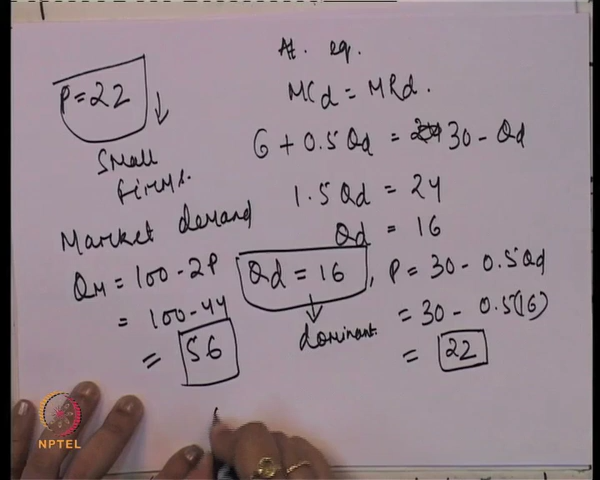 At. eq.
P=22
MCd = MRd.
small
firms.
6 + 0.5 Qd = 30 - Qd
1.5 Qd = 24
Qd = 16
Market demand
QM = 100 - 2P
= 100 - 44
= 56
Qd = 16
dominant.
, P = 30 - 0.5 Qd
= 30 - 0.5(16)
= 22
NPTEL